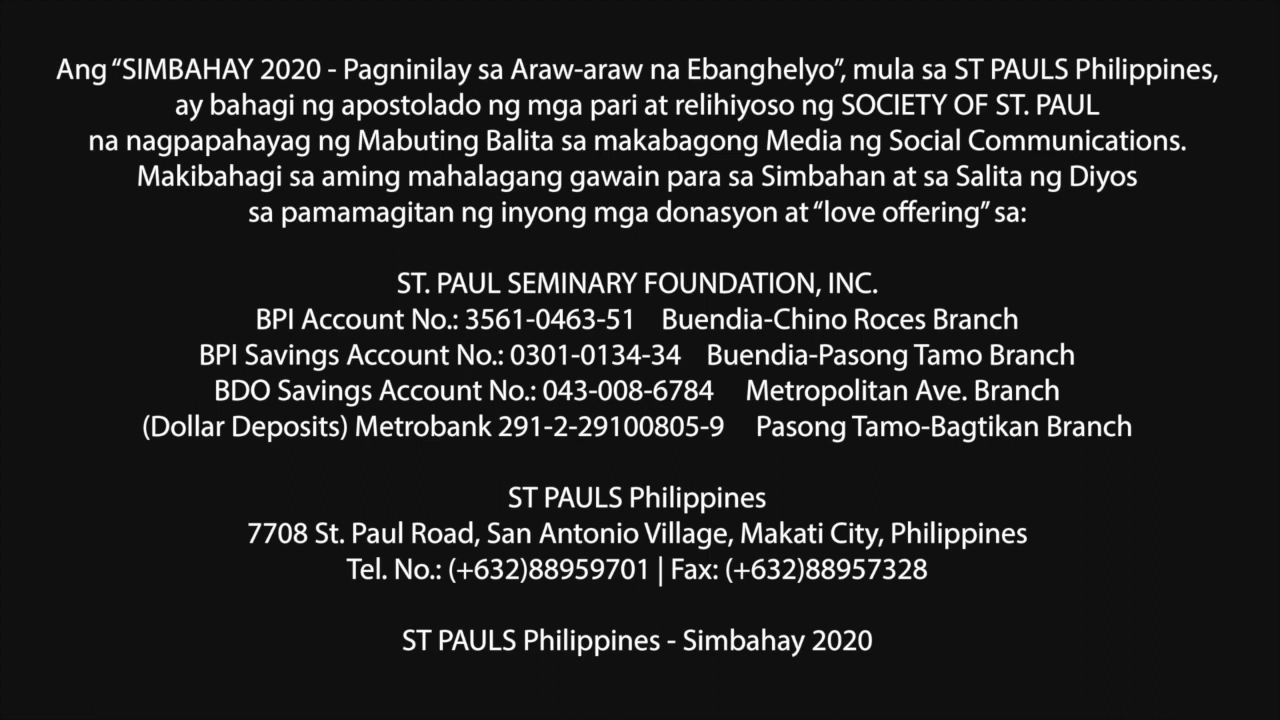 Ang “SIMBAHAY 2020 - Pagninilay sa Araw-araw na Ebanghelyo”, mula sa ST PAULS Philippines,
ay bahagi ng apostolado ng mga pari at relihiyoso ng SOCIETY OF ST. PAUL
na nagpapahayag ng Mabuting Balita sa makabagong Media ng Social Communications.
Makibahagi sa aming mahalagang gawain para sa Simbahan at sa Salita ng Diyos
sa pamamagitan ng inyong mga donasyon at “love offering” sa:
ST. PAUL SEMINARY FOUNDATION, INC.
BPI Account No.: 3561-0463-51 Buendia-Chino Roces Branch
BPI Savings Account No.: 0301-0134-34 Buendia-Pasong Tamo Branch
BDO Savings Account No.: 043-008-6784 Metropolitan Ave. Branch
(Dollar Deposits) Metrobank 291-2-29100805-9 Pasong Tamo-Bagtikan Branch
ST PAULS Philippines
7708 St. Paul Road, San Antonio Village, Makati City, Philippines
Tel. No.: (+632)88959701 | Fax: (+632)88957328
ST PAULS Philippines - Simbahay 2020